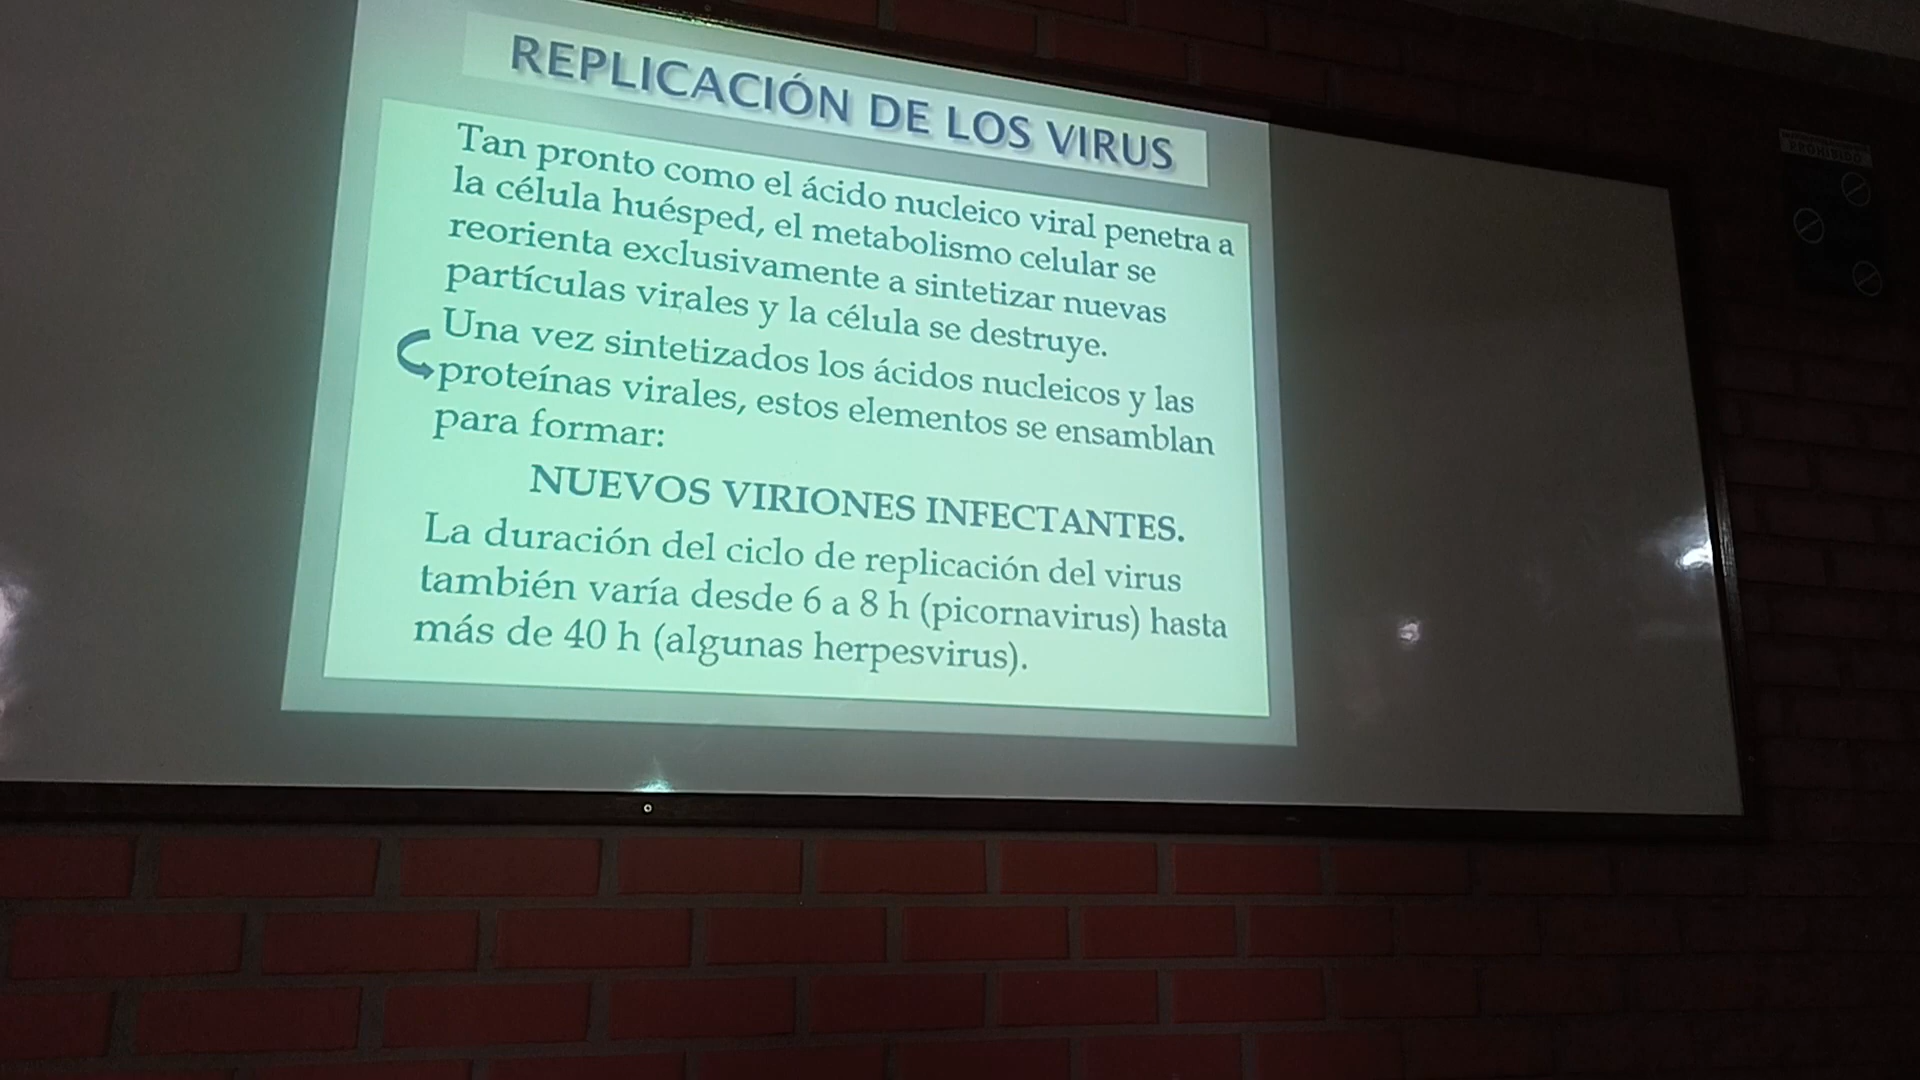 REPLICACIÓN DE LOS VIRUS
Tan pronto como el ácido nucleico viral penetra a
la célula huésped, el metabolismo celular se
reorienta exclusivamente a sintetizar nuevas
partículas virales y la célula se destruye.
Una vez sintetizados los ácidos nucleicos y las
proteínas virales, estos elementos se ensamblan
para formar:
NUEVOS VIRIONES INFECTANTES.
La duración del ciclo de replicación del virus
también varía desde 6 a 8 h (picornavirus) hasta
más de 40 h (algunas herpesvirus).
PROHIBIDO